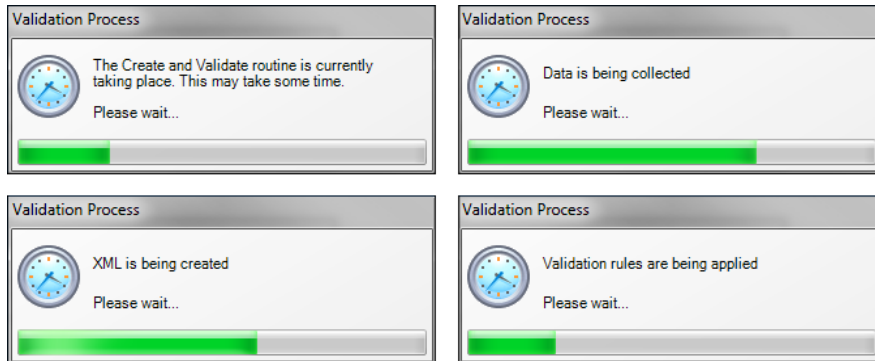 Validation Process
The Create and Validate routine is currently
taking place. This may take some time.
Please wait...
Validation Process
Data is being collected
Please wait...
Validation Process
XML is being created
Please wait...
Validation Process
Validation rules are being applied
Please wait...